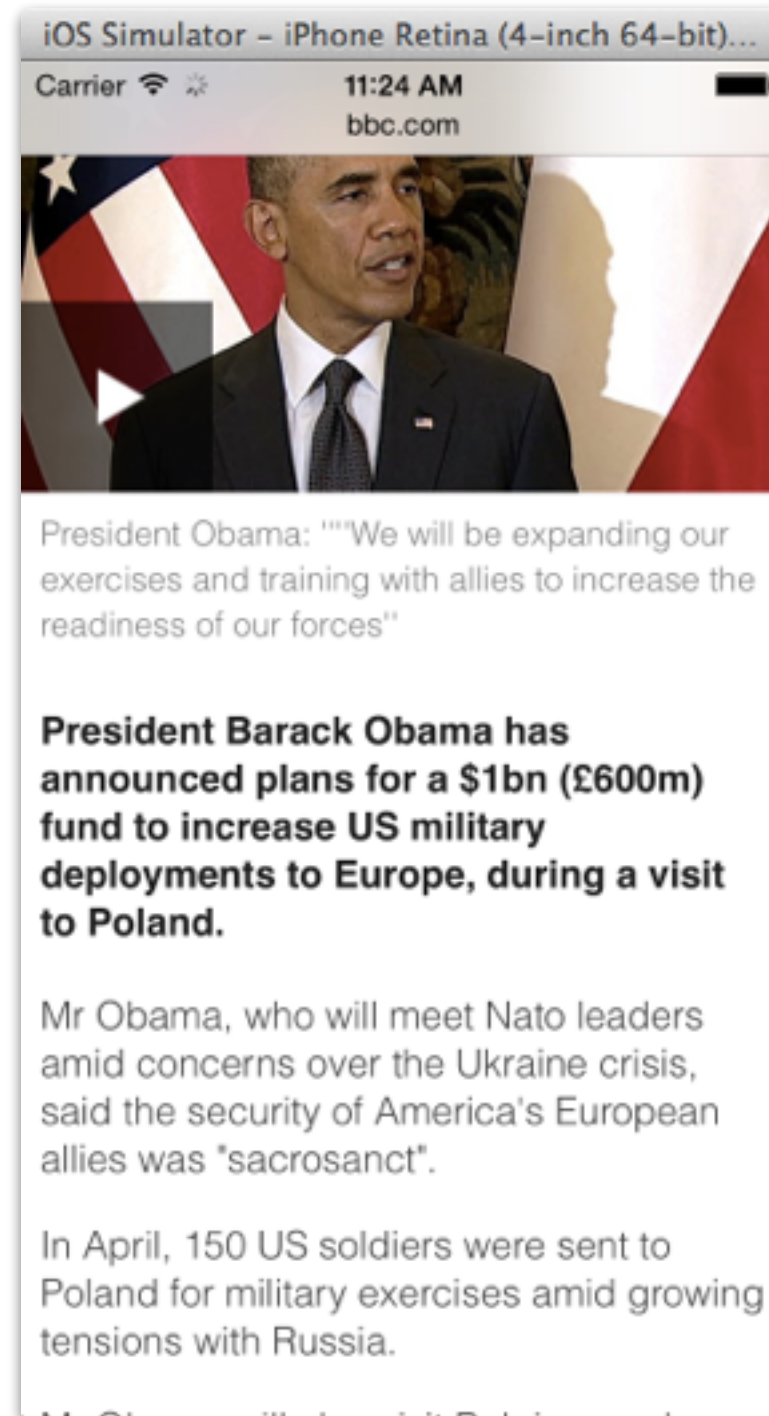 iOS Simulator – iPhone Retina (4-inch 64-bit)...
Carrier 11:24 AM
bbc.com
President Obama: """We will be expanding our
exercises and training with allies to increase the
readiness of our forces"
President Barack Obama has
announced plans for a $1bn (£600m)
fund to increase US military
deployments to Europe, during a visit
to Poland.
Mr Obama, who will meet Nato leaders
amid concerns over the Ukraine crisis,
said the security of America's European
allies was "sacrosanct".
In April, 150 US soldiers were sent to
Poland for military exercises amid growing
tensions with Russia.